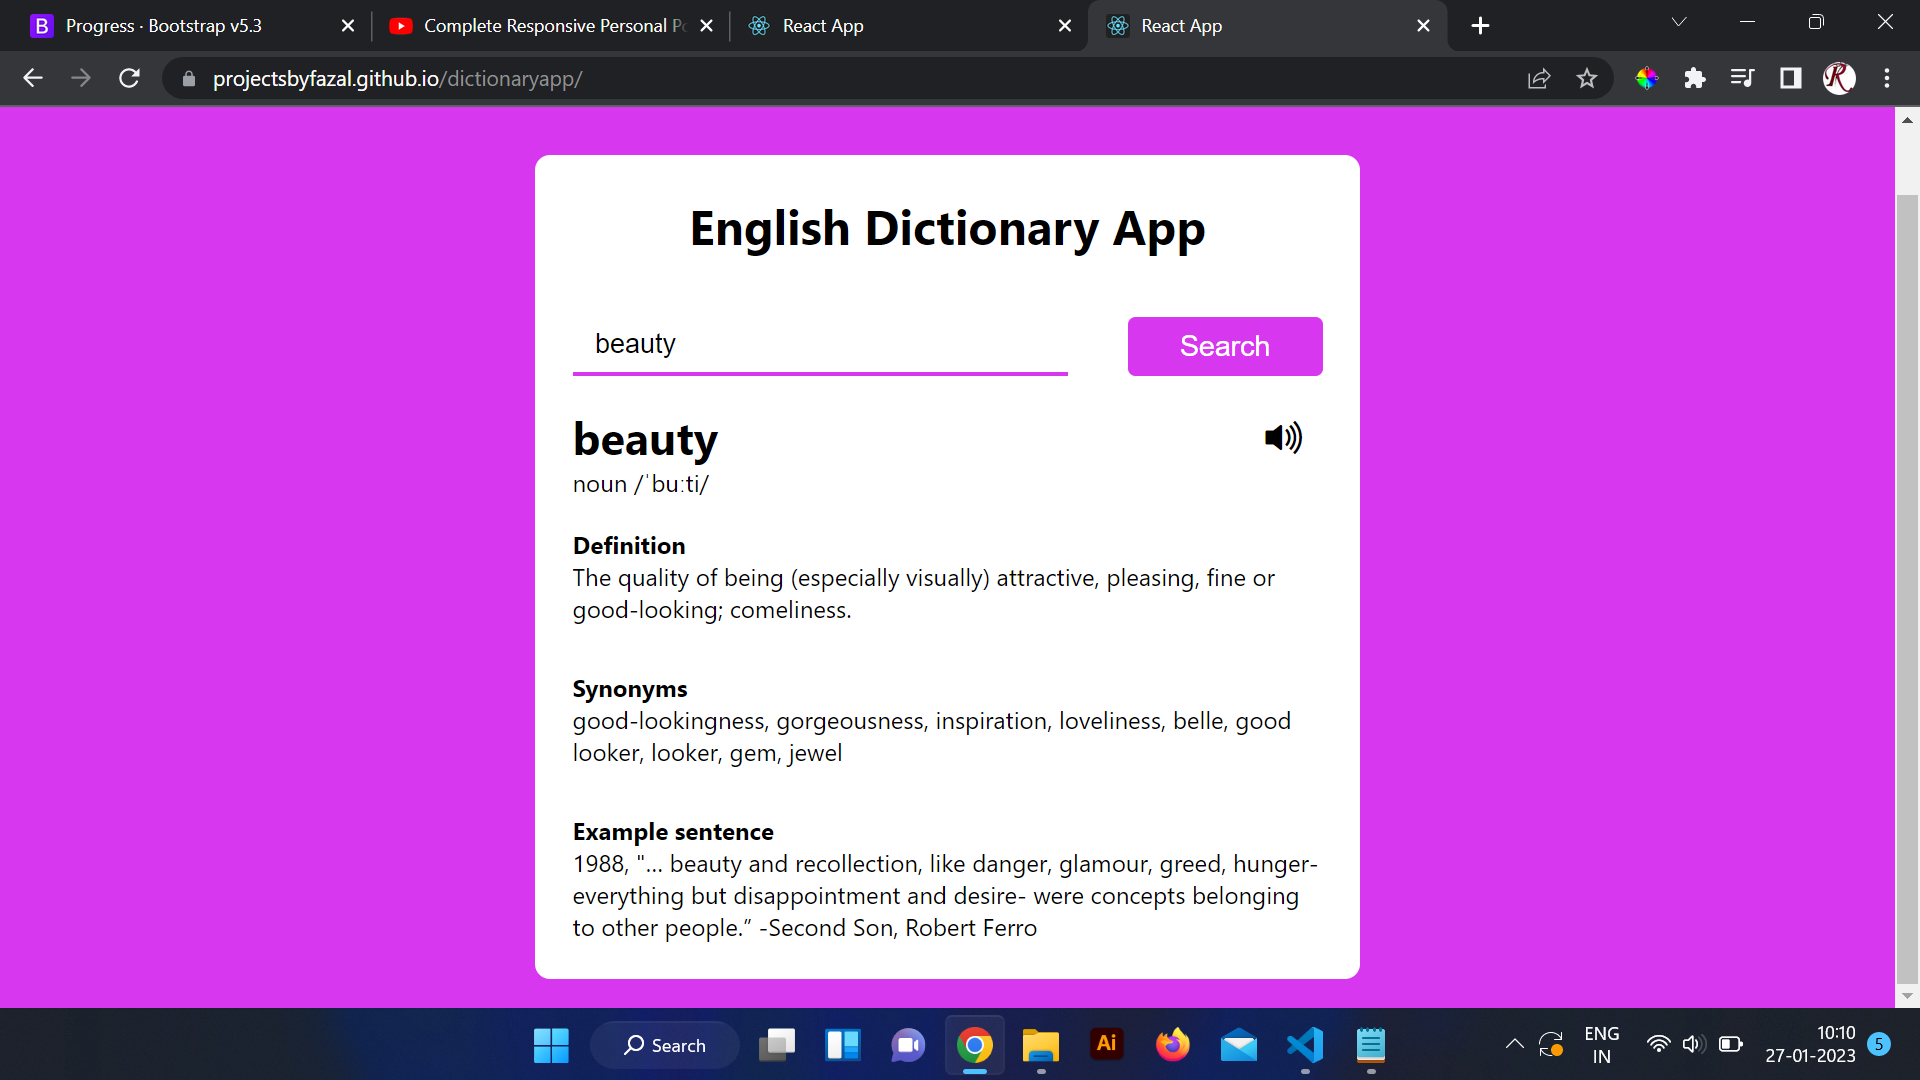 Progress · Bootstrap v5.3
Complete Responsive Personal Po
React App
React App
projectsbyfazal.github.io/dictionaryapp/
English Dictionary App
beauty
Search
beauty
noun /ˈbuːti/
Definition
The quality of being (especially visually) attractive, pleasing, fine or
good-looking; comeliness.
Synonyms
good-lookingness, gorgeousness, inspiration, loveliness, belle, good
looker, looker, gem, jewel
Example sentence
1988, "... beauty and recollection, like danger, glamour, greed, hunger-
everything but disappointment and desire- were concepts belonging
to other people.” -Second Son, Robert Ferro
Search
Ai
ENG
IN
10:10
27-01-2023
5